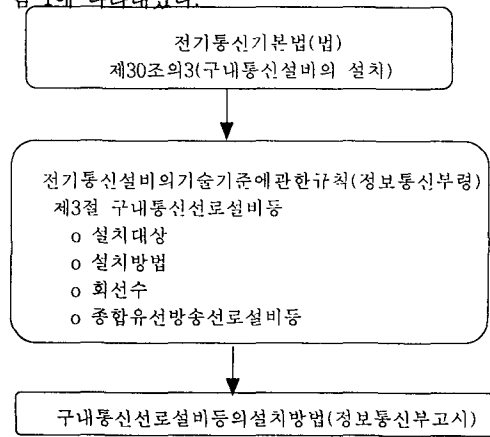 전기통신기본법(법)
제30조의3(구내통신설비의 설치)
전기통신설비의기술기준에관한규칙(정보통신부령)
제3절 구내통신선로설비등
o 설치대상
o 설치방법
o 회선수
o 종합유선방송선로설비등
구내통신선로설비등의설치방법(정보통신부고시)